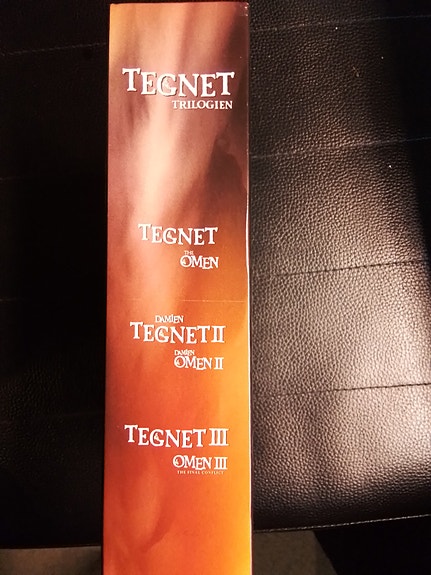 TEGNET
TRILOGIEN
TEGNET
THE
OMEN
DAMIEN
TEGNET II
DAMIEN
OMEN II
TEGNET III
OMEN III
THE FINAL CONFLICT